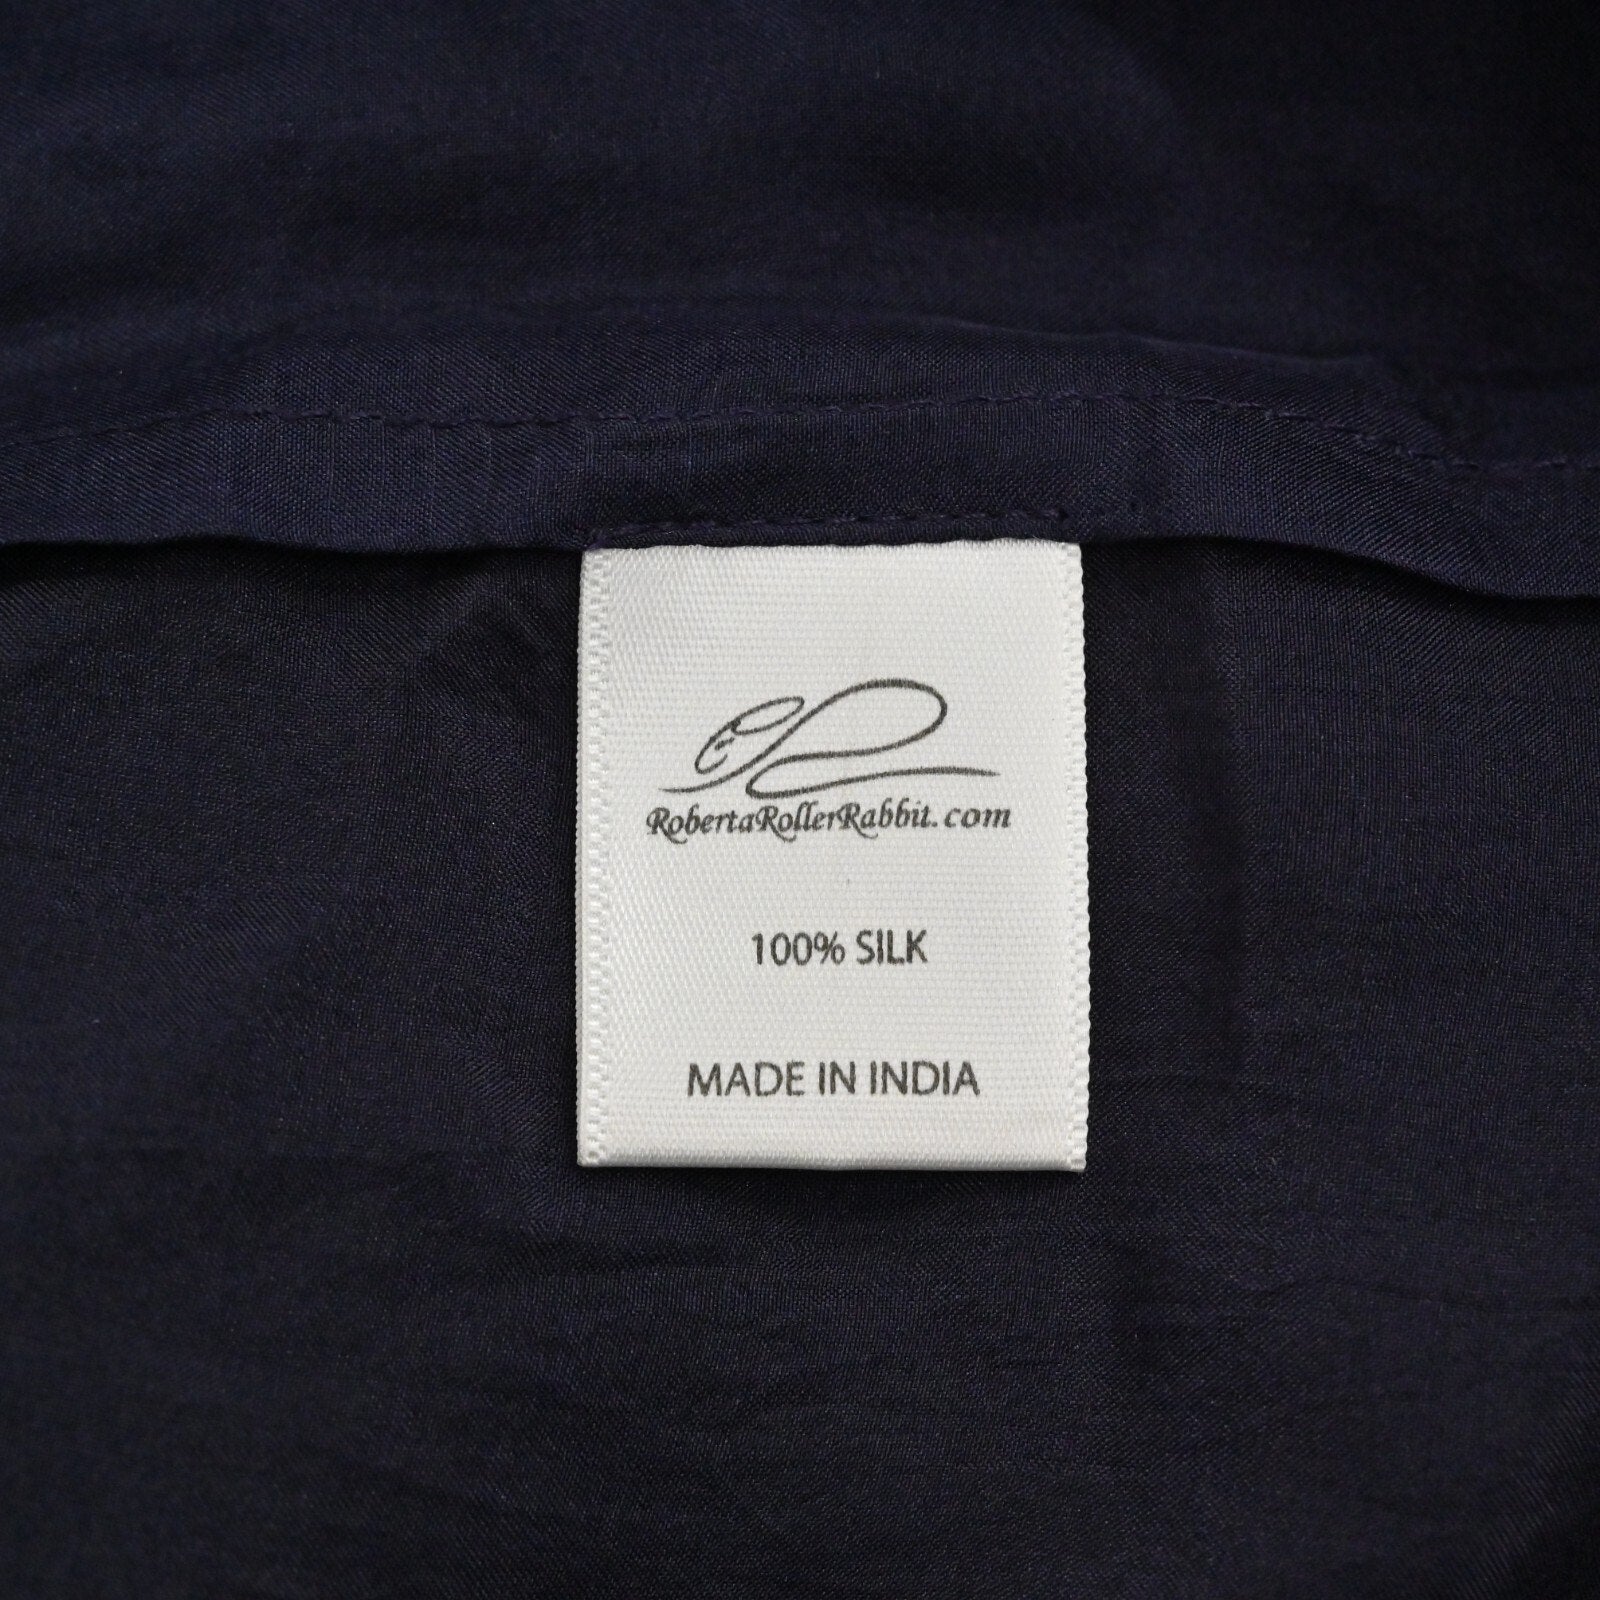 RobertaRollerRabbit.com
100% SILK
MADE IN INDIA